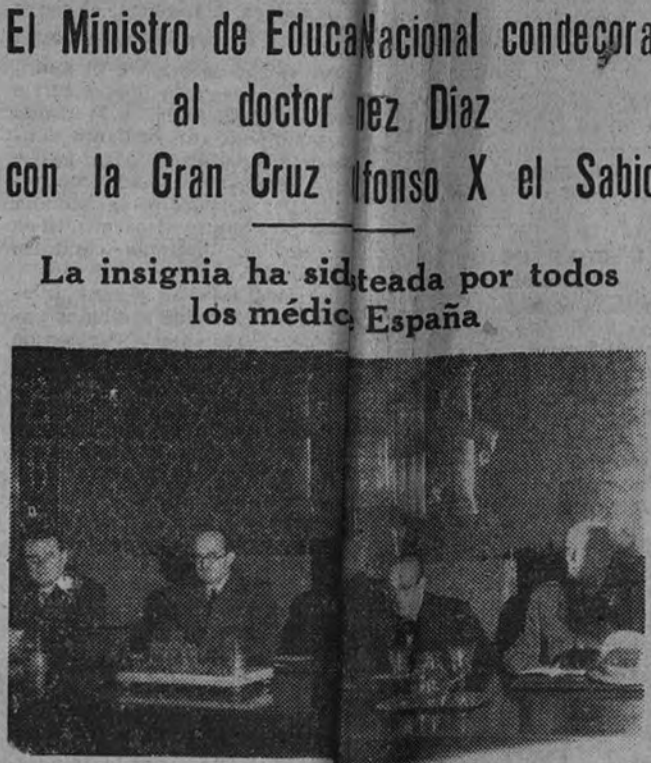 El Ministro de EducaNacional condecora
al doctor nez Díaz
con la Gran Cruz lfonso X el Sabio
La insignia ha sidsteada por todos
los médic España